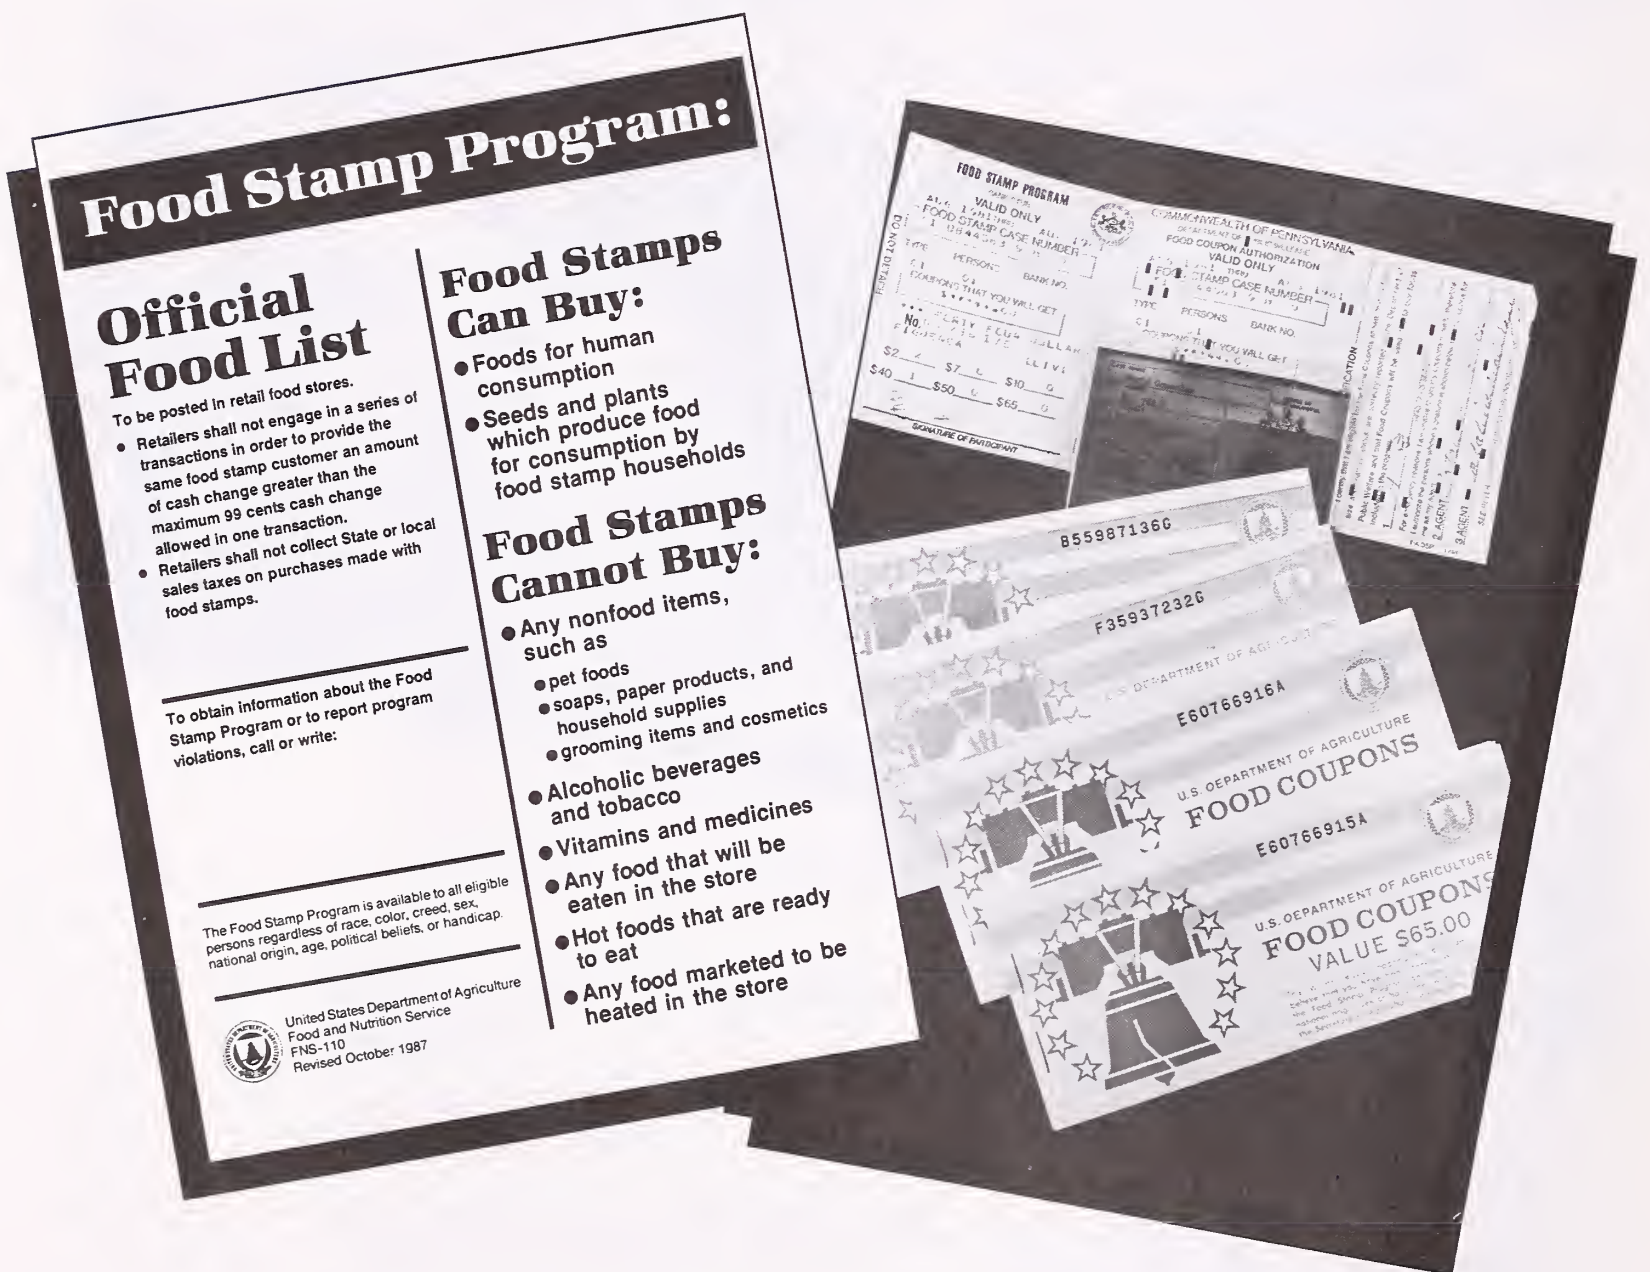 Food Stamp Program:
Official
Food List
To be posted in retail food stores.
● Retailers shall not engage in a series of
transactions in order to provide the
same food stamp customer an amount
of cash change greater than the
maximum 99 cents cash change
allowed in one transaction.
● Retailers shall not collect State or local
sales taxes on purchases made with
food stamps.
To obtain information about the Food
Stamp Program or to report program
violations, call or write:
The Food Stamp Program is available to all eligible
persons regardless of race, color, creed, sex,
national origin, age, political beliefs, or handicap.
United States Department of Agriculture
Food and Nutrition Service
FNS-110
Revised October 1987
Food Stamps
Can Buy:
● Foods for human
consumption
● Seeds and plants
which produce food
for consumption by
food stamp households
Food Stamps
Cannot Buy:
● Any nonfood items,
such as
● pet foods
● soaps, paper products, and
household supplies
● grooming items and cosmetics
● Alcoholic beverages
and tobacco
● Vitamins and medicines
● Any food that will be
eaten in the store
● Hot foods that are ready
to eat
● Any food marketed to be
heated in the store
FOOD STAMP PROGRAM
VALID ONLY
FOOD STAMP CASE NUMBER
TYPE PERSONS BANK NO.
COUPONS THAT YOU WILL GET
No.
$2 $7 $10
$40 $50 $65
SIGNATURE OF PARTICIPANT
DO NOT DETACH
COMMONWEALTH OF PENNSYLVANIA
FOOD COUPON AUTHORIZATION
VALID ONLY
STAMP CASE NUMBER
TYPE PERSONS BANK NO.
YOU WILL GET
2 AGENT
3 AGENT
B55987136G
F35937232G
U.S. DEPARTMENT OF
E60766916A
U.S. DEPARTMENT OF AGRICULTURE
FOOD COUPONS
E60766915A
U.S. DEPARTMENT OF AGRICULTURE
FOOD COUPONS
VALUE $65.00